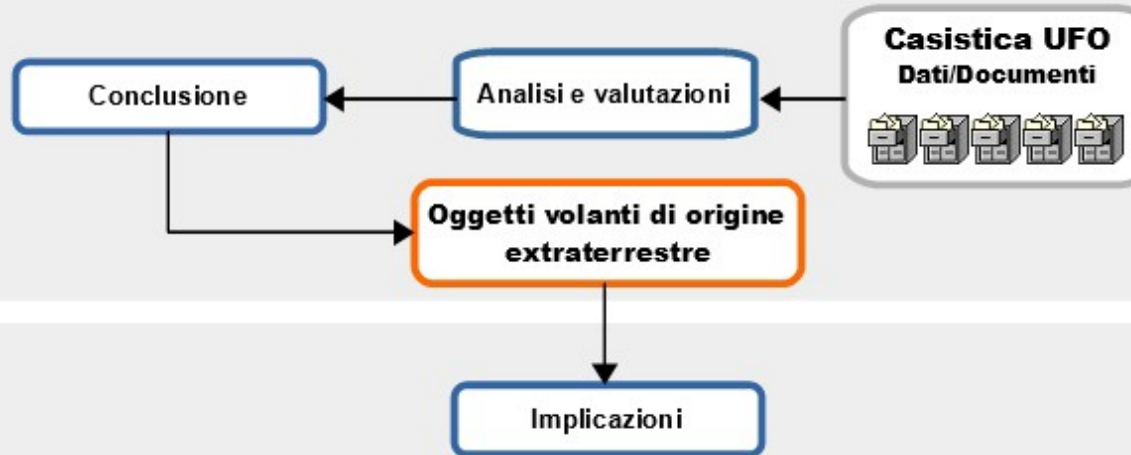 Casistica UFO
Dati/Documenti
Analisi e valutazioni
Conclusione
Oggetti volanti di origine
extraterrestre
Implicazioni